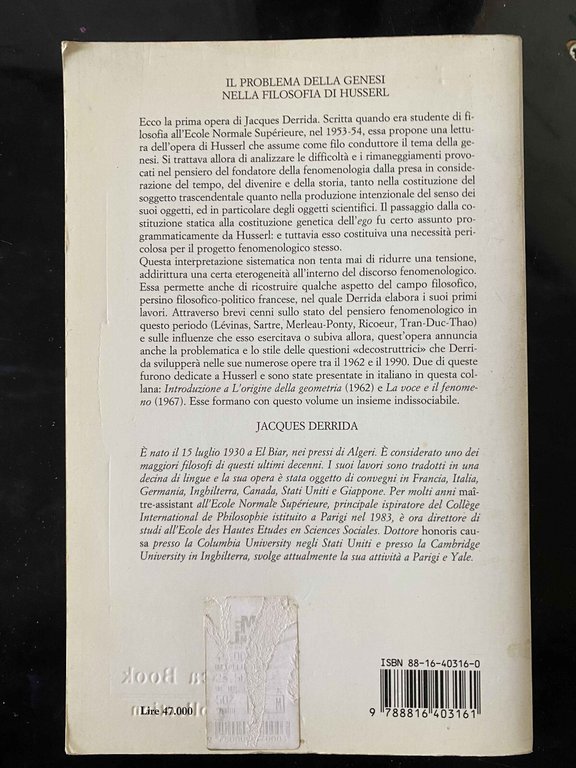 IL PROBLEMA DELLA GENESI
NELLA FILOSOFIA DI HUSSERL
Ecco la prima opera di Jacques Derrida. Scritta quando era studente di fi-
losofia all'Ecole Normale Supérieure, nel 1953-54, essa propone una lettu-
ra dell'opera di Husserl che assume come filo conduttore il tema della ge-
nesi. Si trattava allora di analizzare le difficoltà e i rimaneggiamenti provo-
cati nel pensiero del fondatore della fenomenologia dalla presa in conside-
razione del tempo, del divenire e della storia, tanto nella costituzione del
soggetto trascendentale quanto nella produzione intenzionale del senso dei
suoi oggetti, ed in particolare degli oggetti scientifici. Il passaggio dalla co-
stituzione statica alla costituzione genetica dell'ego fu certo assunto pro-
grammaticamente da Husserl: e tuttavia esso costituiva una necessità peri-
colosa per il progetto fenomenologico stesso.
Questa interpretazione sistematica non tenta mai di ridurre una tensione,
addirittura una certa eterogeneità all'interno del discorso fenomenologico.
Essa permette anche di ricostruire qualche aspetto del campo filosofico,
persino filosofico-politico francese, nel quale Derrida elabora i suoi primi
lavori. Attraverso brevi cenni sullo stato del pensiero fenomenologico in
questo periodo (Lévinas, Sartre, Merleau-Ponty, Ricoeur, Tran-Duc-Thao)
e sulle influenze che esso esercitava o subiva allora, quest'opera annuncia
anche la problematica e lo stile delle questioni «decostruttrici» che Derri-
da svilupperà nelle sue numerose opere tra il 1962 e il 1990. Due di queste
furono dedicate a Husserl e sono state presentate in italiano in questa col-
lana: Introduzione a L'origine della geometria (1962) e La voce e il fenome-
no (1967). Esse formano con questo volume un insieme indissociabile.
JACQUES DERRIDA
È nato il 15 luglio 1930 a El Biar, nei pressi di Algeri. È considerato uno dei
maggiori filosofi di questi ultimi decenni. I suoi lavori sono tradotti in una
decina di lingue e la sua opera è stata oggetto di convegni in Francia, Italia,
Germania, Inghilterra, Canada, Stati Uniti e Giappone. Per molti anni maî-
tre-assistant all'Ecole Normale Supérieure, principale ispiratore del Collège
International de Philosophie istituito a Parigi nel 1983, è ora direttore di
studi all'Ecole des Hautes Etudes en Sciences Sociales. Dottore honoris cau-
sa presso la Columbia University negli Stati Uniti e presso la Cambridge
University in Inghilterra, svolge attualmente la sua attività a Parigi e Yale.
ISBN 88-16-40316-0
9 788816 403161
Lire 47.000